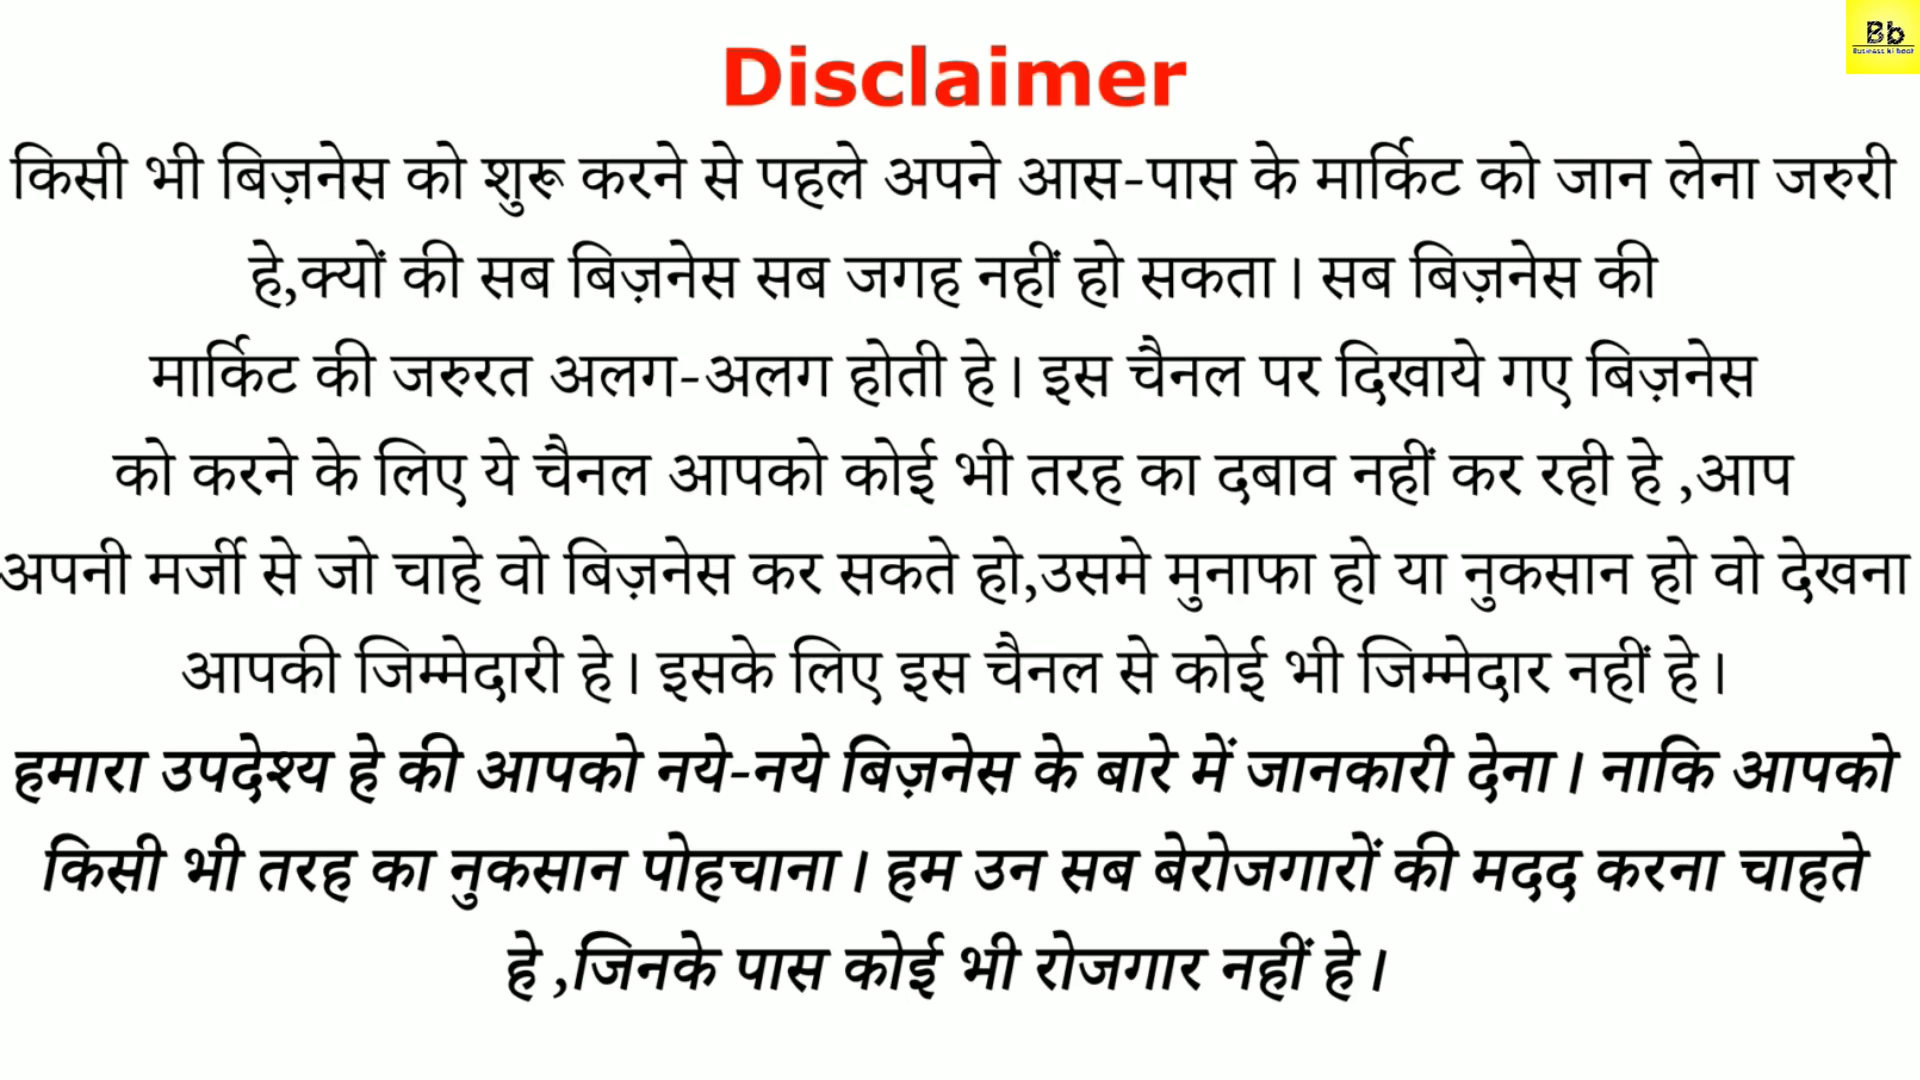 Bb
Business ki baat
Disclaimer
किसी भी बिज़नेस को शुरू करने से पहले अपने आस-पास के मार्किट को जान लेना जरुरी
हे,क्यों की सब बिज़नेस सब जगह नहीं हो सकता। सब बिज़नेस की
मार्किट की जरुरत अलग-अलग होती हे। इस चैनल पर दिखाये गए बिज़नेस
को करने के लिए ये चैनल आपको कोई भी तरह का दबाव नहीं कर रही हे ,आप
अपनी मर्जी से जो चाहे वो बिज़नेस कर सकते हो,उसमे मुनाफा हो या नुकसान हो वो देखना
आपकी जिम्मेदारी हे। इसके लिए इस चैनल से कोई भी जिम्मेदार नहीं हे।
हमारा उपदेश्य हे की आपको नये-नये बिज़नेस के बारे में जानकारी देना। नाकि आपको
किसी भी तरह का नुकसान पोहचाना। हम उन सब बेरोजगारों की मदद करना चाहते
हे ,जिनके पास कोई भी रोजगार नहीं हे।